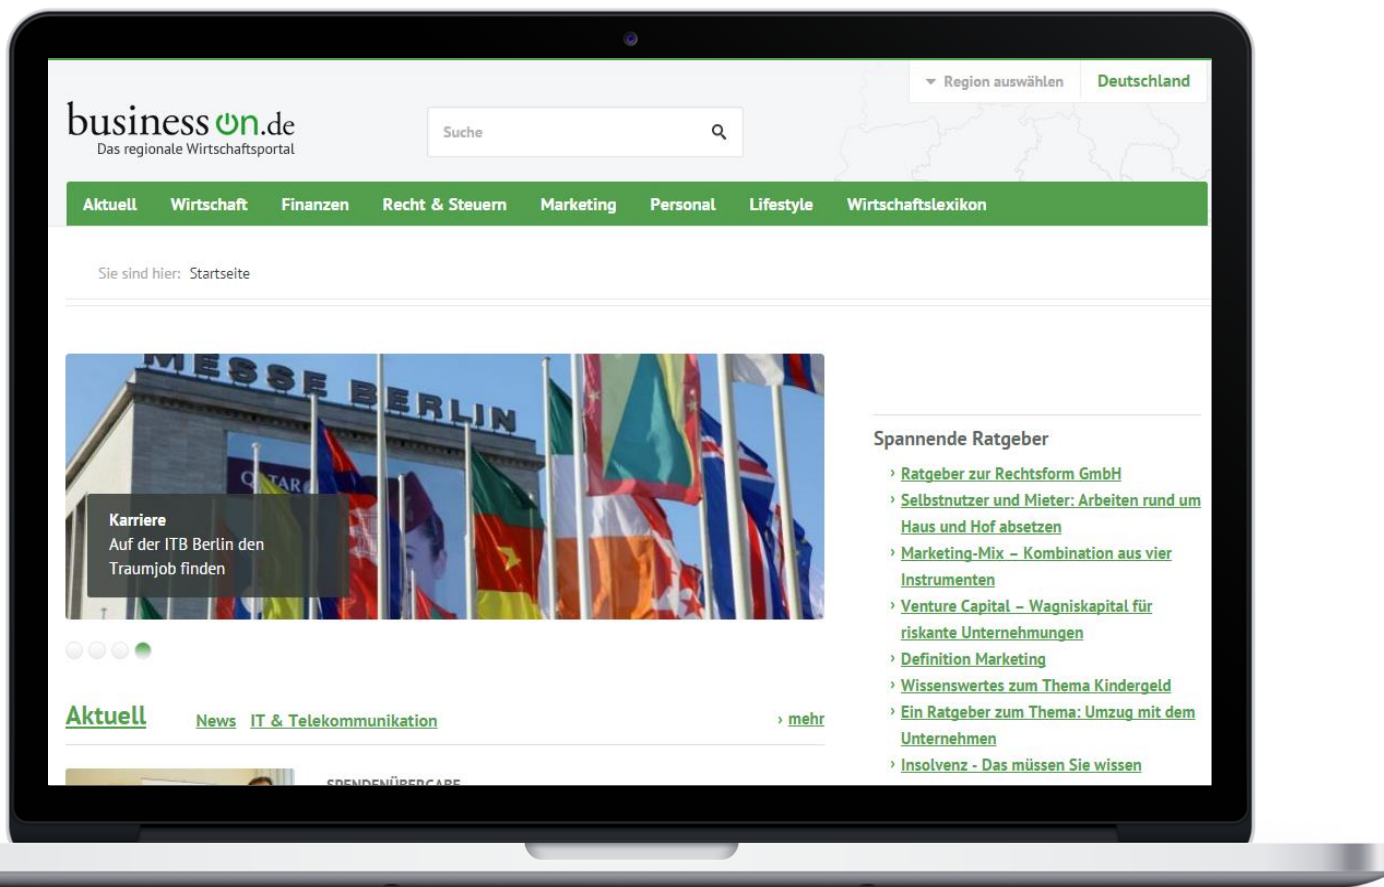 Region auswählen
Deutschland
business on.de
Das regionale Wirtschaftsportal
Suche
Aktuell
Wirtschaft
Finanzen
Recht & Steuern
Marketing
Personal
Lifestyle
Wirtschaftslexikon
Sie sind hier: Startseite
MESSE BERLIN
QATAR
Karriere
Auf der ITB Berlin den
Traumjob finden
Aktuell
News
IT & Telekommunikation
› mehr
SPENDENÜBERGABE
Spannende Ratgeber
› Ratgeber zur Rechtsform GmbH
› Selbstnutzer und Mieter: Arbeiten rund um
Haus und Hof absetzen
› Marketing-Mix – Kombination aus vier
Instrumenten
› Venture Capital – Wagniskapital für
riskante Unternehmungen
› Definition Marketing
› Wissenswertes zum Thema Kindergeld
› Ein Ratgeber zum Thema: Umzug mit dem
Unternehmen
› Insolvenz - Das müssen Sie wissen